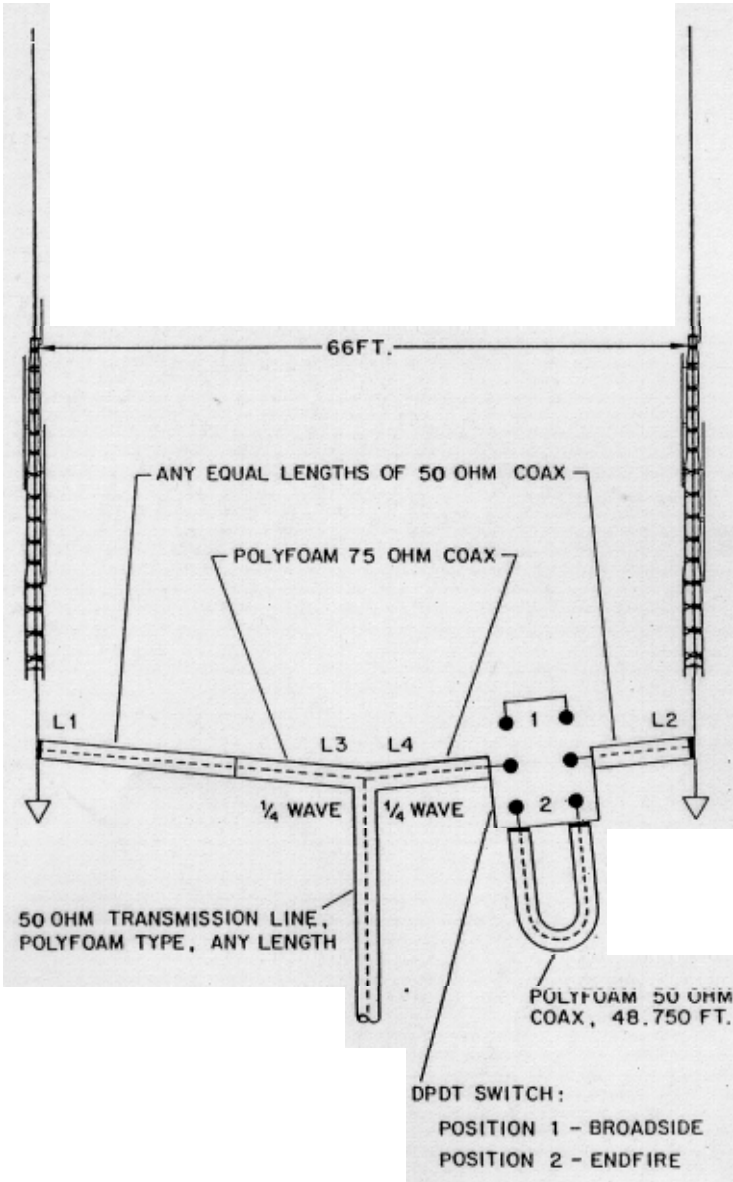 66FT.
ANY EQUAL LENGTHS OF 50 OHM COAX
POLYFOAM 75 OHM COAX
L1
L3
L4
1
L2
1/4 WAVE
1/4 WAVE
2
50 OHM TRANSMISSION LINE,
POLYFOAM TYPE, ANY LENGTH
POLYFOAM 50 OHM
COAX, 48.750 FT.
DPDT SWITCH:
POSITION 1 - BROADSIDE
POSITION 2 - ENDFIRE